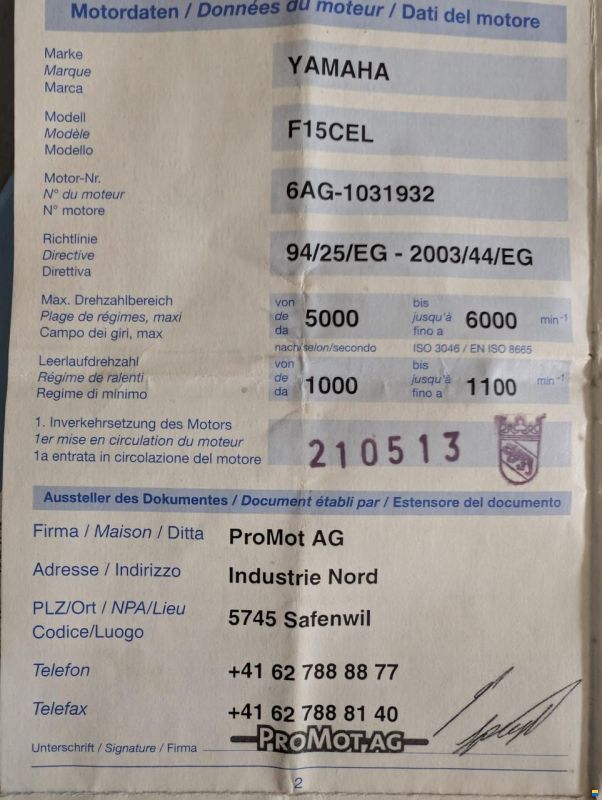 Motordaten / Données du moteur / Dati del motore
Marke
Marque
Marca
YAMAHA
Modell
Modèle
Modello
F15CEL
Motor-Nr.
N° du moteur
N° motore
6AG-1031932
Richtlinie
Directive
Direttiva
94/25/EG - 2003/44/EG
Max. Drehzahlbereich
Plage de régimes, maxi
Campo dei giri, max
von
de
da
5000
bis
jusqu'à
fino a
6000
min-1
nach/selon/secondo ISO 3046 / EN ISO 8665
Leerlaufdrehzahl
Régime de ralenti
Regime di minimo
von
de
da
1000
bis
jusqu'à
fino a
1100
min-1
1. Inverkehrsetzung des Motors
1er mise en circulation du moteur
1a entrata in circolazione del motore
210513
Aussteller des Dokumentes / Document établi par / Estensore del documento
Firma / Maison / Ditta ProMot AG
Adresse / Indirizzo Industrie Nord
PLZ/Ort / NPA/Lieu
Codice/Luogo
5745 Safenwil
Telefon +41 62 788 88 77
Telefax +41 62 788 81 40
Unterschrift / Signature / Firma PROMOT AG
2